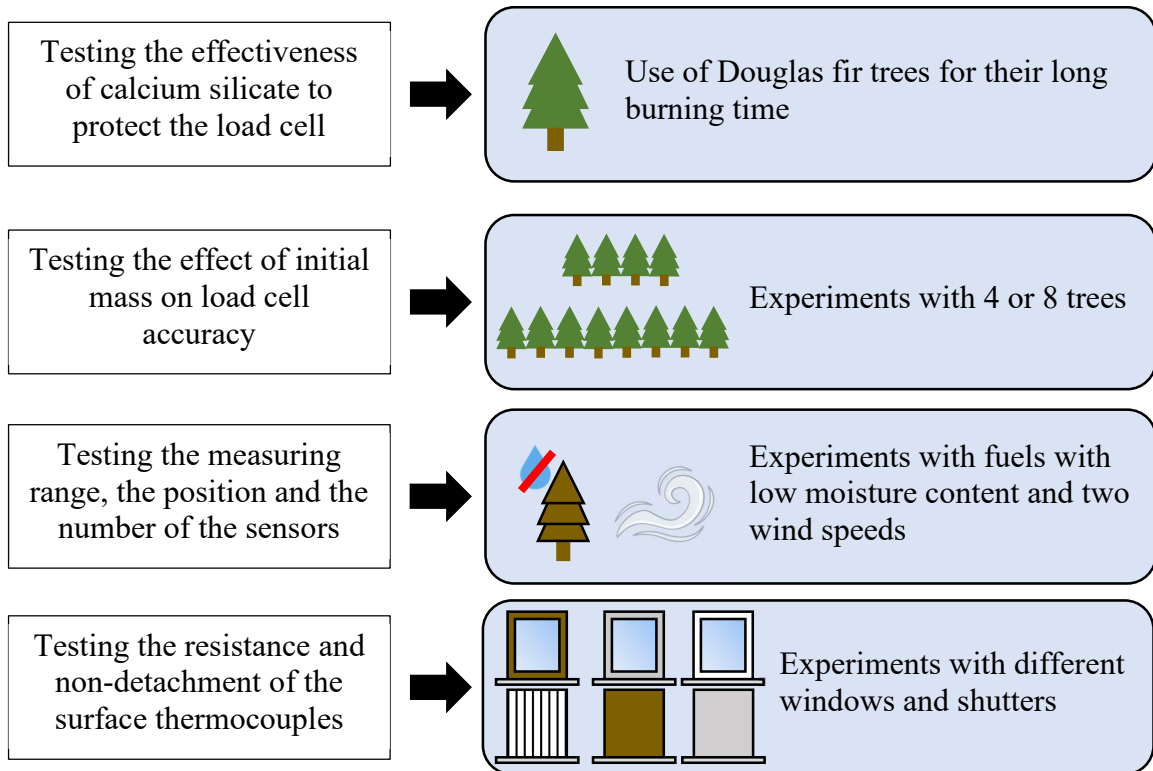 Testing the effectiveness
of calcium silicate to
protect the load cell
Use of Douglas fir trees for their long
burning time
Testing the effect of initial
mass on load cell
accuracy
Experiments with 4 or 8 trees
Testing the measuring
range, the position and the
number of the sensors
Experiments with fuels with
low moisture content and two
wind speeds
Testing the resistance and
non-detachment of the
surface thermocouples
Experiments with different
windows and shutters